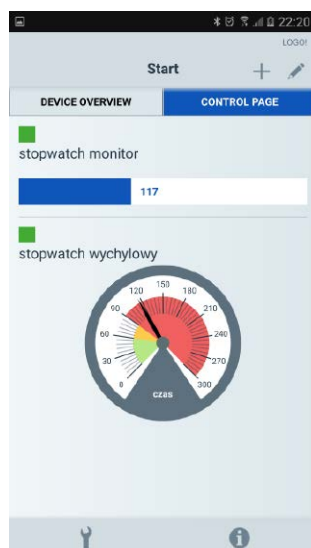 22:20
LOGO!
Start
DEVICE OVERVIEW
CONTROL PAGE
stopwatch monitor
117
stopwatch wychylowy
0
30
60
90
120
150
180
210
240
270
300
czas